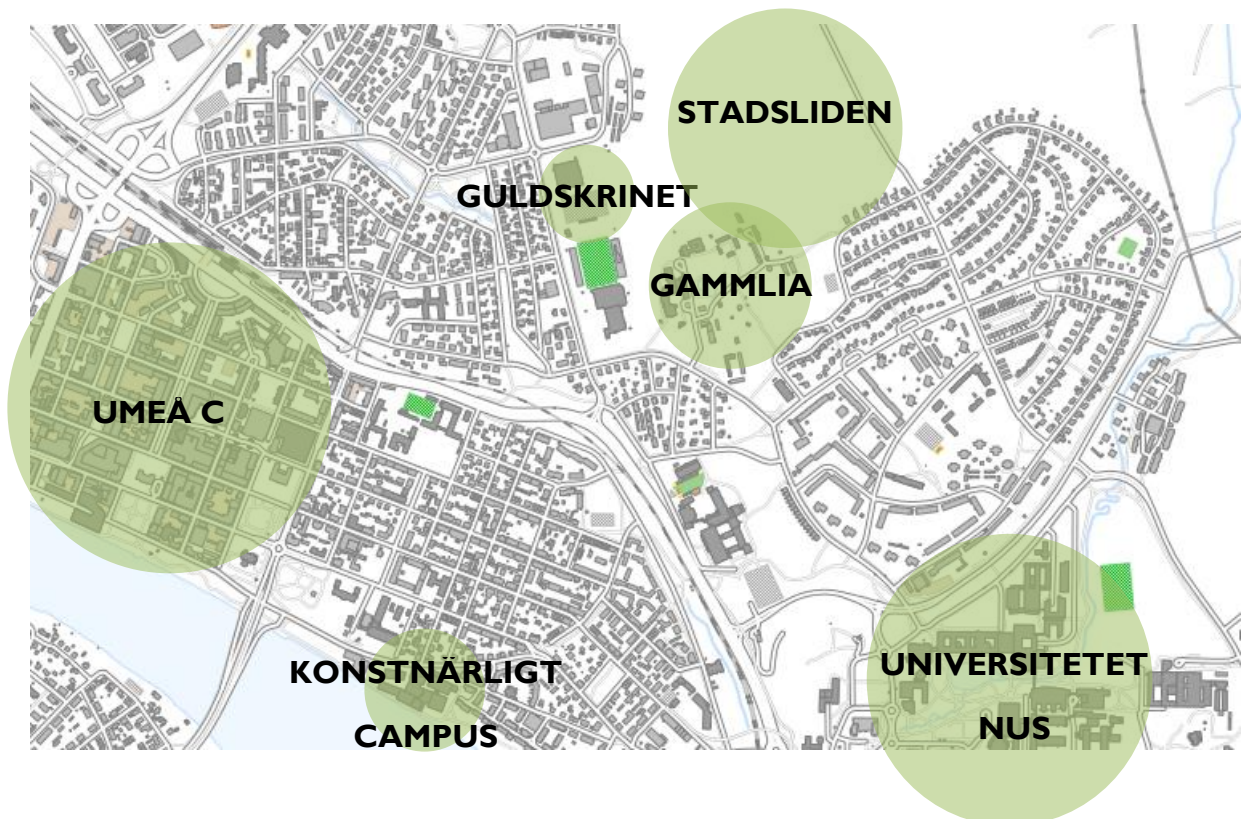 STADSLIDEN
GULDSKRINET
GAMMLIA
UMEÅ C
KONSTNÄRLIGT
CAMPUS
UNIVERSITETET
NUS